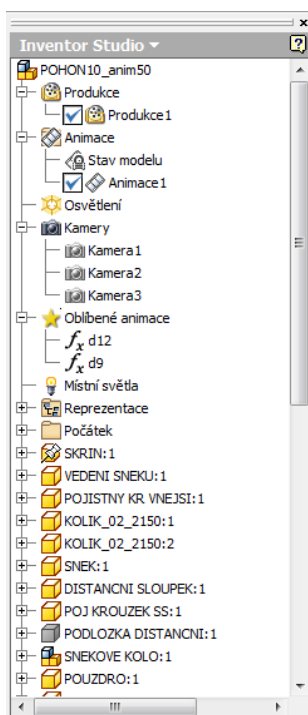 Inventor Studio
POHON10_anim50
Produkce
Produkce1
Animace
Stav modelu
Animace1
Osvětlení
Kamery
Kamera1
Kamera2
Kamera3
Oblíbené animace
fx d12
fx d9
Místní světla
Reprezentace
Počátek
SKRIN:1
VEDENI SNEKU:1
POJISTNY KR VNEJSI:1
KOLIK_02_2150:1
KOLIK_02_2150:2
SNEK:1
DISTANCNI SLOUPEK:1
POJ KROUZEK SS:1
PODLOZKA DISTANCNI:1
SNEKOVE KOLO:1
POUZDRO:1